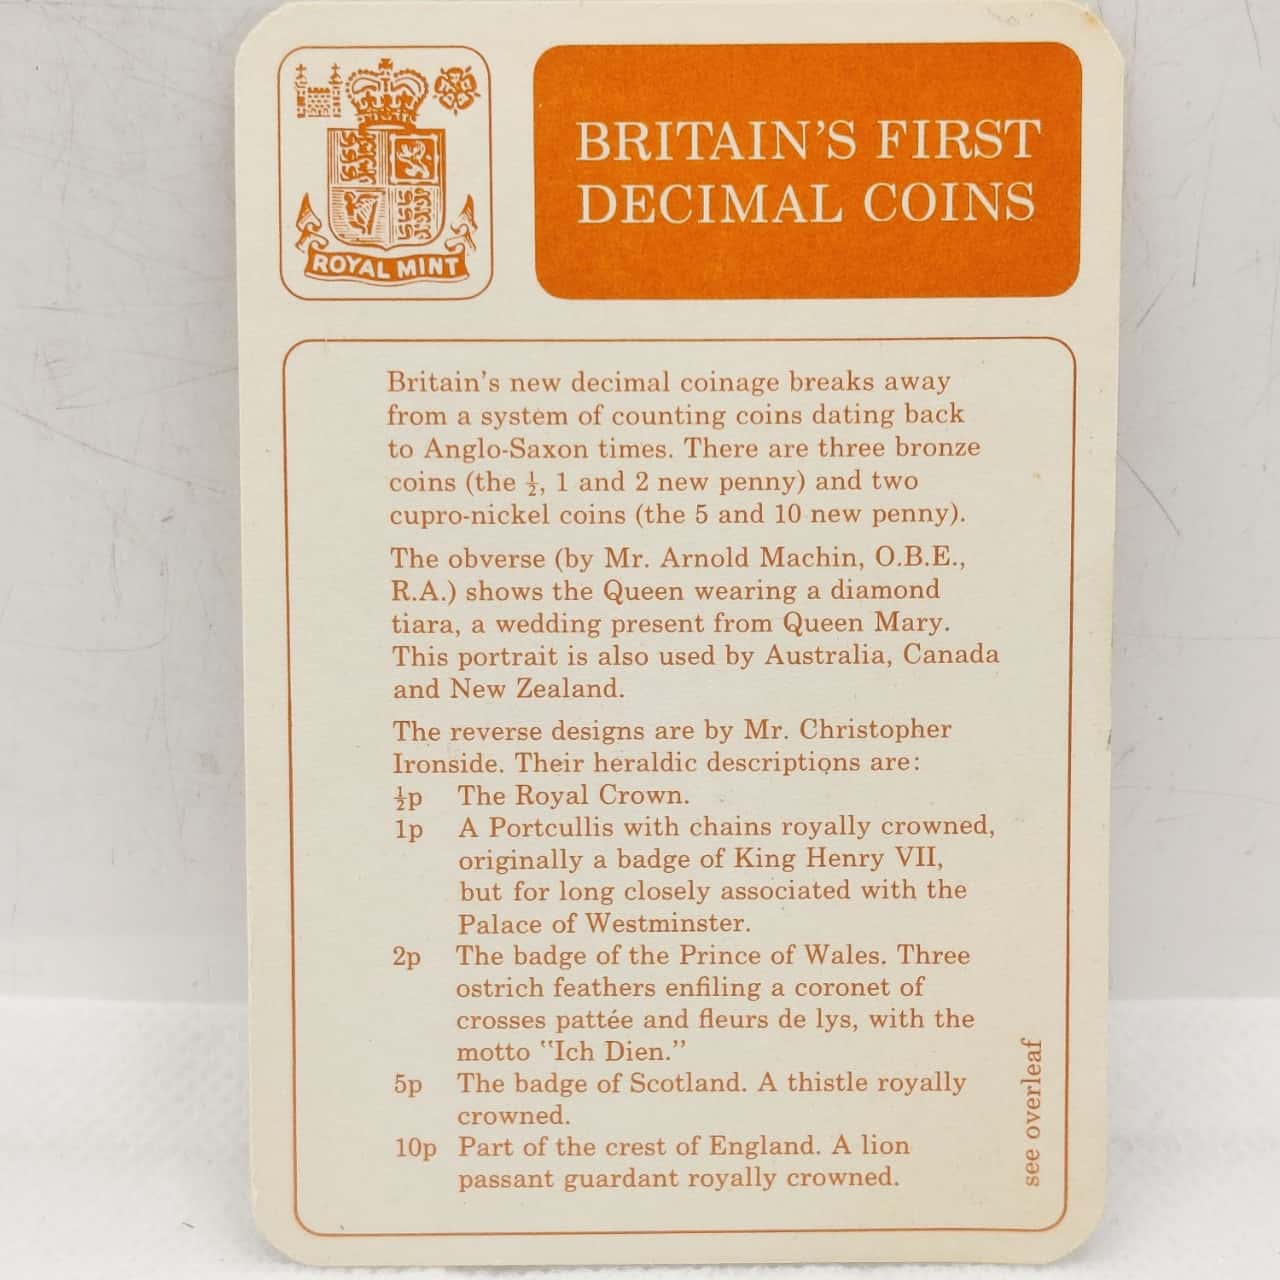 ROYAL MINT
BRITAIN'S FIRST
DECIMAL COINS
Britain's new decimal coinage breaks away
from a system of counting coins dating back
to Anglo-Saxon times. There are three bronze
coins (the ½, 1 and 2 new penny) and two
cupro-nickel coins (the 5 and 10 new penny).
The obverse (by Mr. Arnold Machin, O.B.E.,
R.A.) shows the Queen wearing a diamond
tiara, a wedding present from Queen Mary.
This portrait is also used by Australia, Canada
and New Zealand.
The reverse designs are by Mr. Christopher
Ironside. Their heraldic descriptions are:
½p The Royal Crown.
1p A Portcullis with chains royally crowned,
originally a badge of King Henry VII,
but for long closely associated with the
Palace of Westminster.
2p The badge of the Prince of Wales. Three
ostrich feathers enfiling a coronet of
crosses pattée and fleurs de lys, with the
motto "Ich Dien."
5p The badge of Scotland. A thistle royally
crowned.
10p Part of the crest of England. A lion
passant guardant royally crowned.
see overleaf